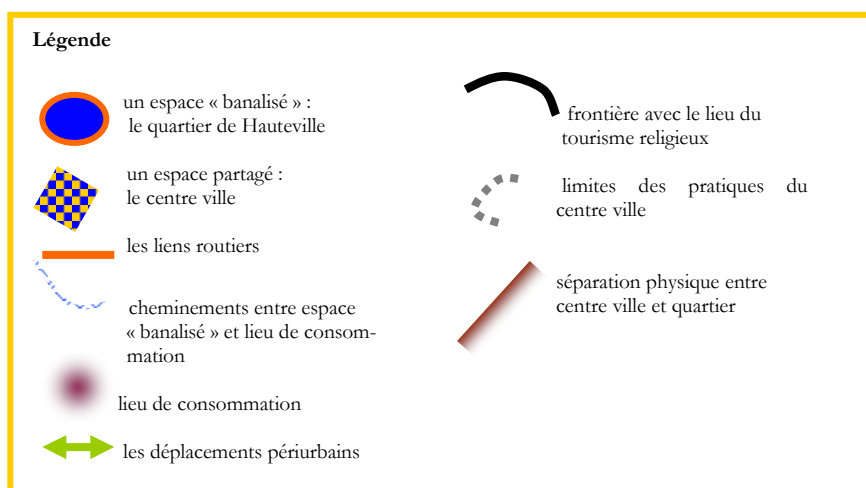 Légende
un espace « banalisé » :
le quartier de Hauteville
un espace partagé :
le centre ville
les liens routiers
cheminements entre espace
« banalisé » et lieu de consom-
mation
lieu de consommation
les déplacements périurbains
frontière avec le lieu du
tourisme religieux
limites des pratiques du
centre ville
séparation physique entre
centre ville et quartier